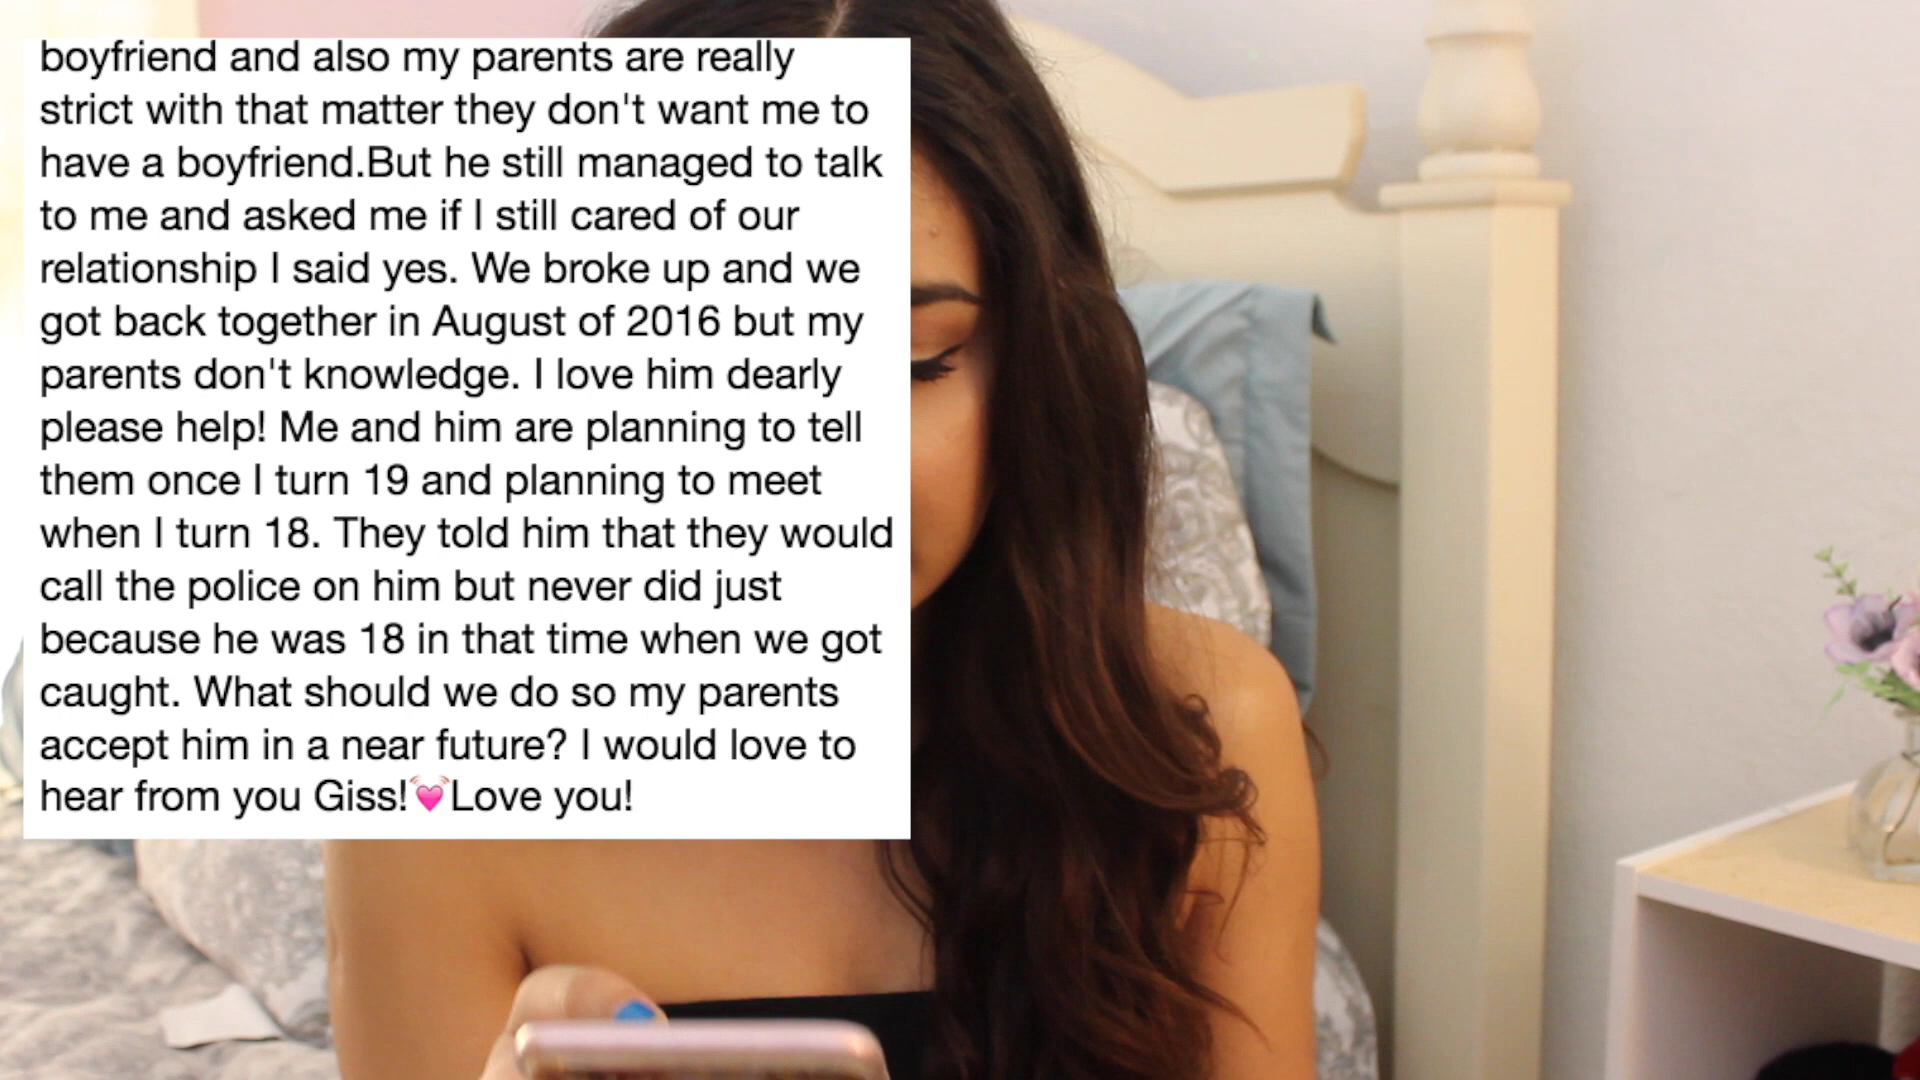 boyfriend and also my parents are really
strict with that matter they don't want me to
have a boyfriend.But he still managed to talk
to me and asked me if I still cared of our
relationship I said yes. We broke up and we
got back together in August of 2016 but my
parents don't knowledge. I love him dearly
please help! Me and him are planning to tell
them once I turn 19 and planning to meet
when I turn 18. They told him that they would
call the police on him but never did just
because he was 18 in that time when we got
caught. What should we do so my parents
accept him in a near future? I would love to
hear from you Giss!💓Love you!